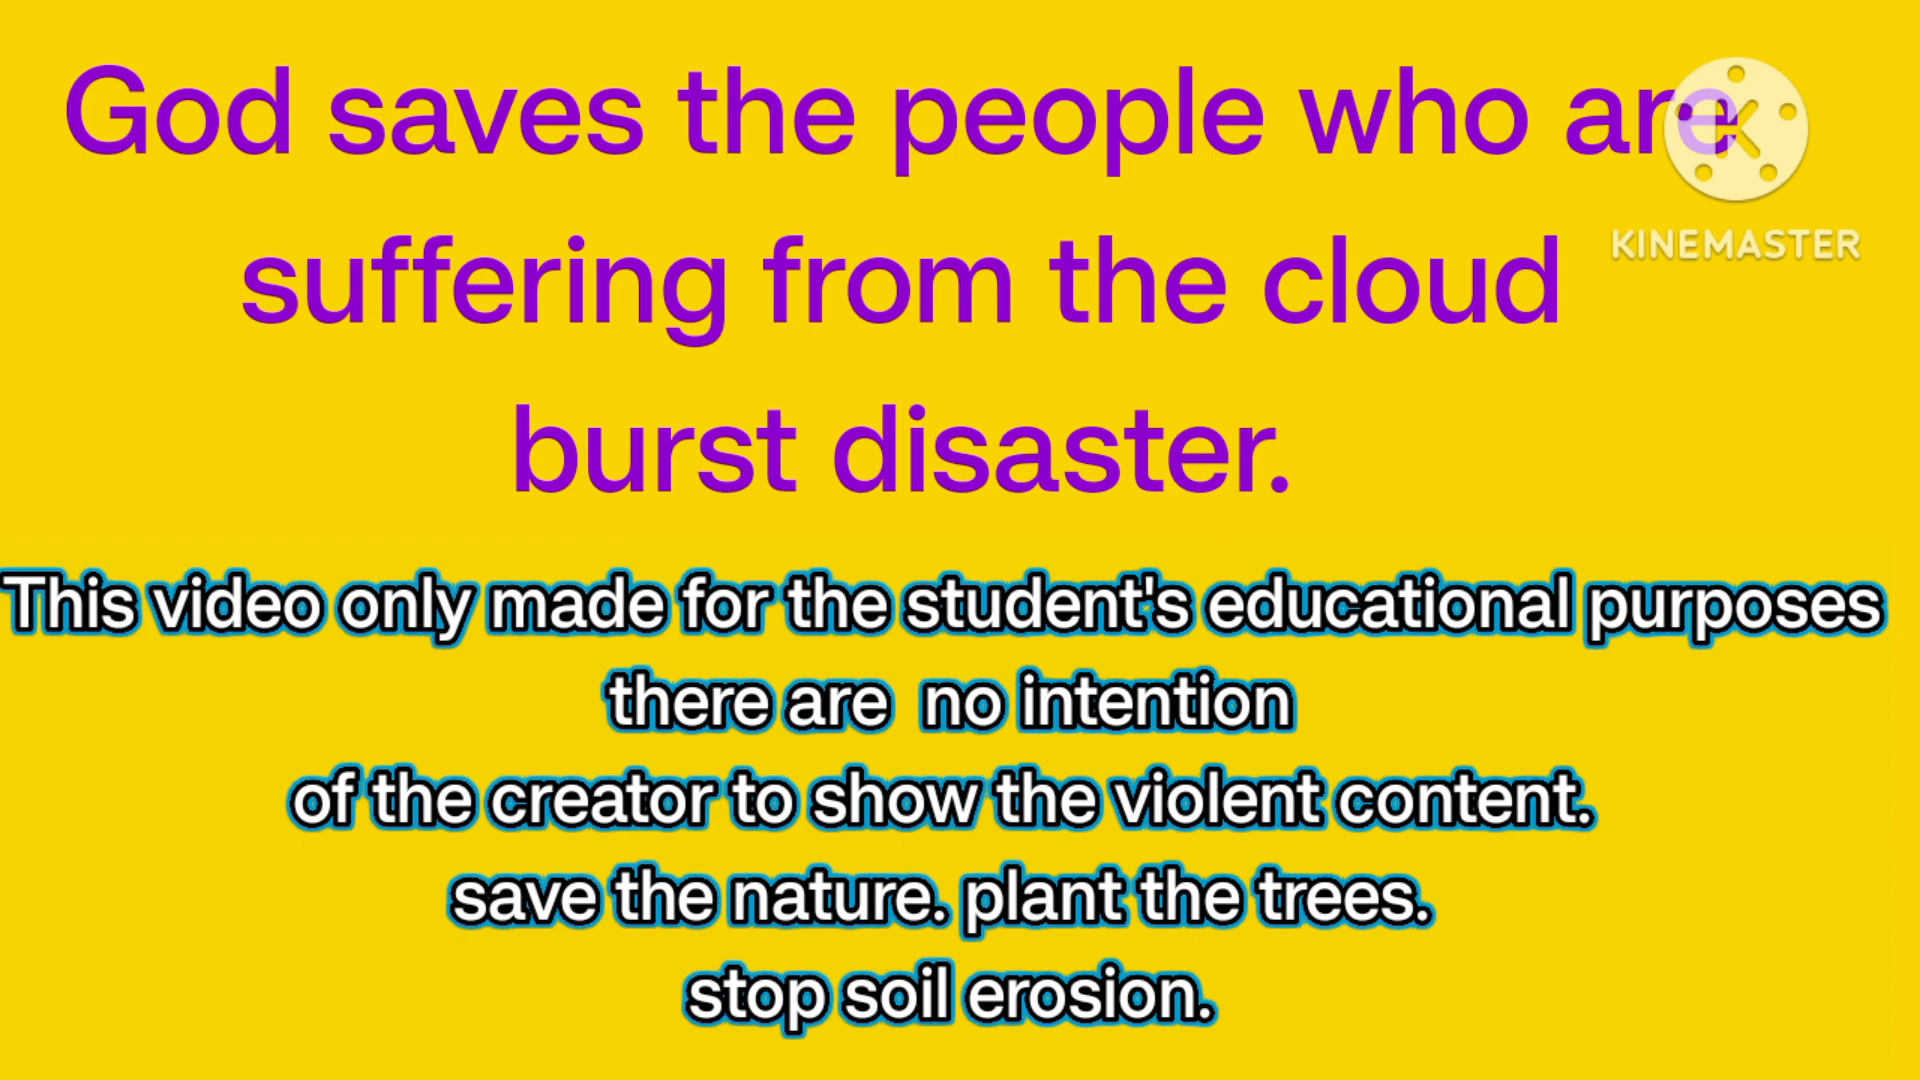 God saves the people who are
suffering from the cloud
KINEMASTER
burst disaster.
This video only made for the student's educational purposes
there are no intention
of the creator to show the violent content.
save the nature. plant the trees.
stop soil erosion.